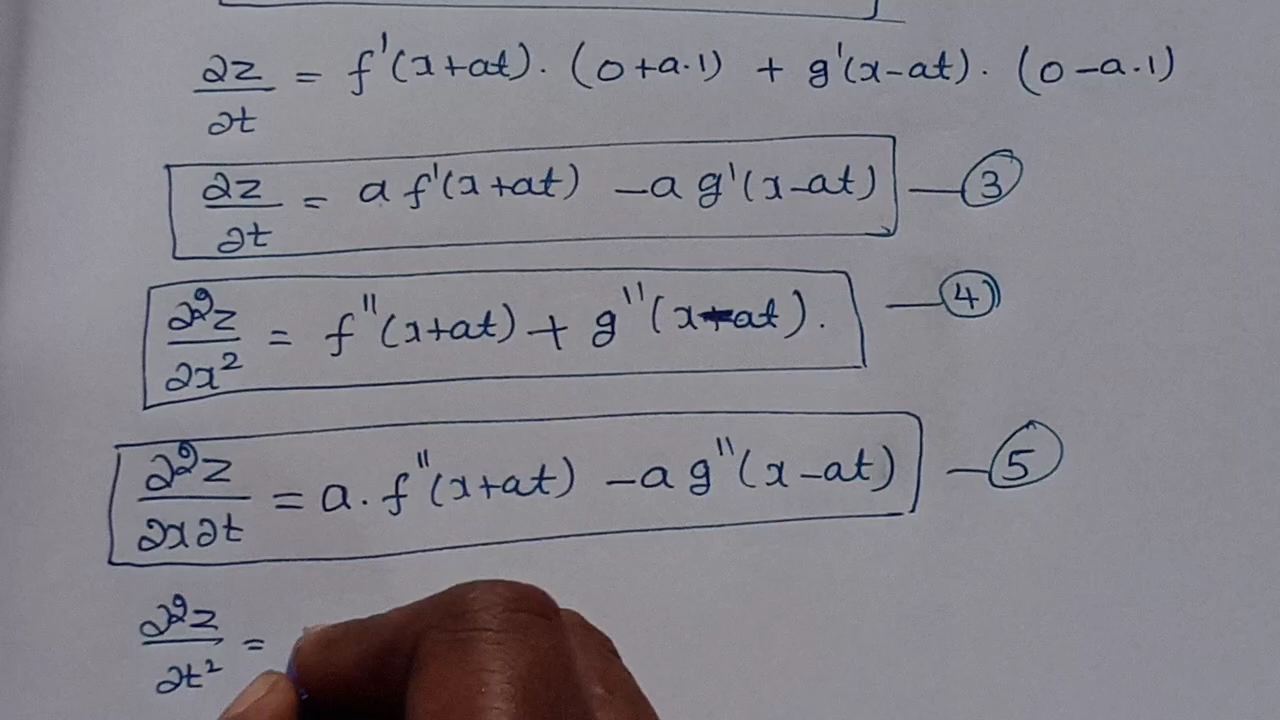 ∂z/∂t = f'(x+at). (0+a.1) + g'(x-at). (0-a.1)
∂z/∂t = a f'(x+at) -a g'(x-at) —③
∂²z/∂x² = f''(x+at) + g''(x-at). —④
∂²z/∂x∂t = a. f''(x+at) -a g''(x-at) —⑤
∂²z/∂t² =